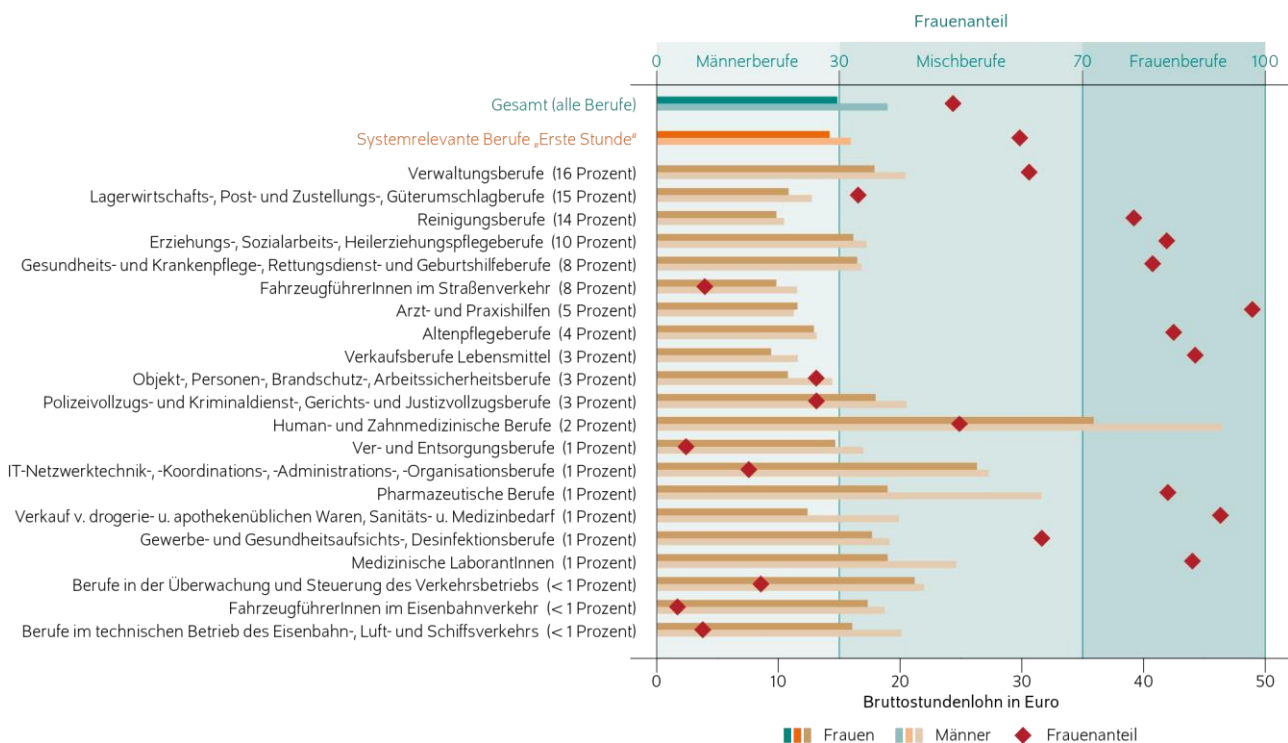 Frauenanteil
0 Männerberufe 30 Mischberufe 70 Frauenberufe 100
Gesamt (alle Berufe)
Systemrelevante Berufe „Erste Stunde“
Verwaltungsberufe (16 Prozent)
Lagerwirtschafts-, Post- und Zustellungs-, Güterumschlagberufe (15 Prozent)
Reinigungsberufe (14 Prozent)
Erziehungs-, Sozialarbeits-, Heilerziehungspflegeberufe (10 Prozent)
Gesundheits- und Krankenpflege-, Rettungsdienst- und Geburtshilfeberufe (8 Prozent)
FahrzeugführerInnen im Straßenverkehr (8 Prozent)
Arzt- und Praxishilfen (5 Prozent)
Altenpflegeberufe (4 Prozent)
Verkaufsberufe Lebensmittel (3 Prozent)
Objekt-, Personen-, Brandschutz-, Arbeitssicherheitsberufe (3 Prozent)
Polizeivollzugs- und Kriminaldienst-, Gerichts- und Justizvollzugsberufe (3 Prozent)
Human- und Zahnmedizinische Berufe (2 Prozent)
Ver- und Entsorgungsberufe (1 Prozent)
IT-Netzwerktechnik-, -Koordinations-, -Administrations-, -Organisationsberufe (1 Prozent)
Pharmazeutische Berufe (1 Prozent)
Verkauf v. drogerie- u. apothekenüblichen Waren, Sanitäts- u. Medizinbedarf (1 Prozent)
Gewerbe- und Gesundheitsaufsichts-, Desinfektionsberufe (1 Prozent)
Medizinische LaborantInnen (1 Prozent)
Berufe in der Überwachung und Steuerung des Verkehrsbetriebs (< 1 Prozent)
FahrzeugführerInnen im Eisenbahnverkehr (< 1 Prozent)
Berufe im technischen Betrieb des Eisenbahn-, Luft- und Schiffsverkehrs (< 1 Prozent)
0 10 20 30 40 50
Bruttostundenlohn in Euro
Frauen Männer Frauenanteil